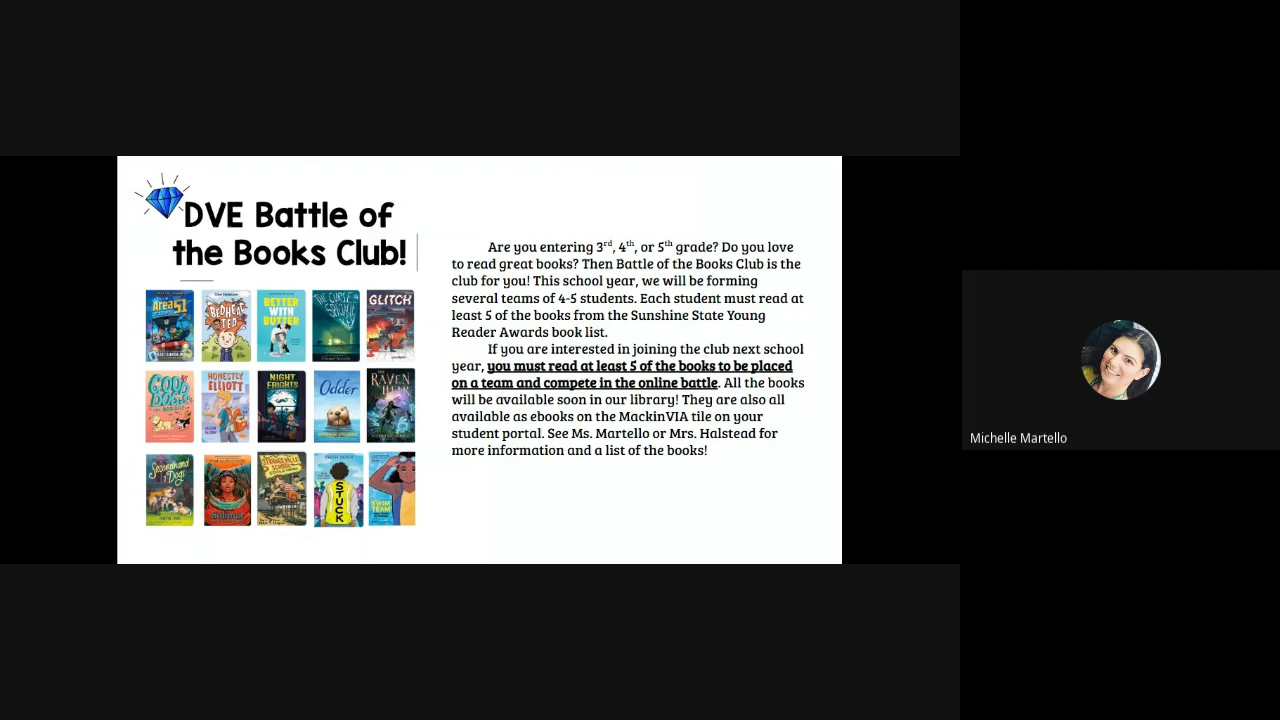 DVE Battle of
the Books Club!
Area 51
BEDHEAD TED
BETTER
WITH
BUTTER
THE CURSE ON
GLITCH
GOOD
DOGS
HONESTLY
ELLIOTT
NIGHT
FRIGHTS
Odder
THE
RAVEN
Secondhand
Dogs
STUCK
SWIM
TEAM
Are you entering 3rd, 4th, or 5th grade? Do you love
to read great books? Then Battle of the Books Club is the
club for you! This school year, we will be forming
several teams of 4-5 students. Each student must read at
least 5 of the books from the Sunshine State Young
Reader Awards book list.
If you are interested in joining the club next school
year, you must read at least 5 of the books to be placed
on a team and compete in the online battle. All the books
will be available soon in our library! They are also all
available as ebooks on the MackinVIA tile on your
student portal. See Ms. Martello or Mrs. Halstead for
more information and a list of the books!
Michelle Martello